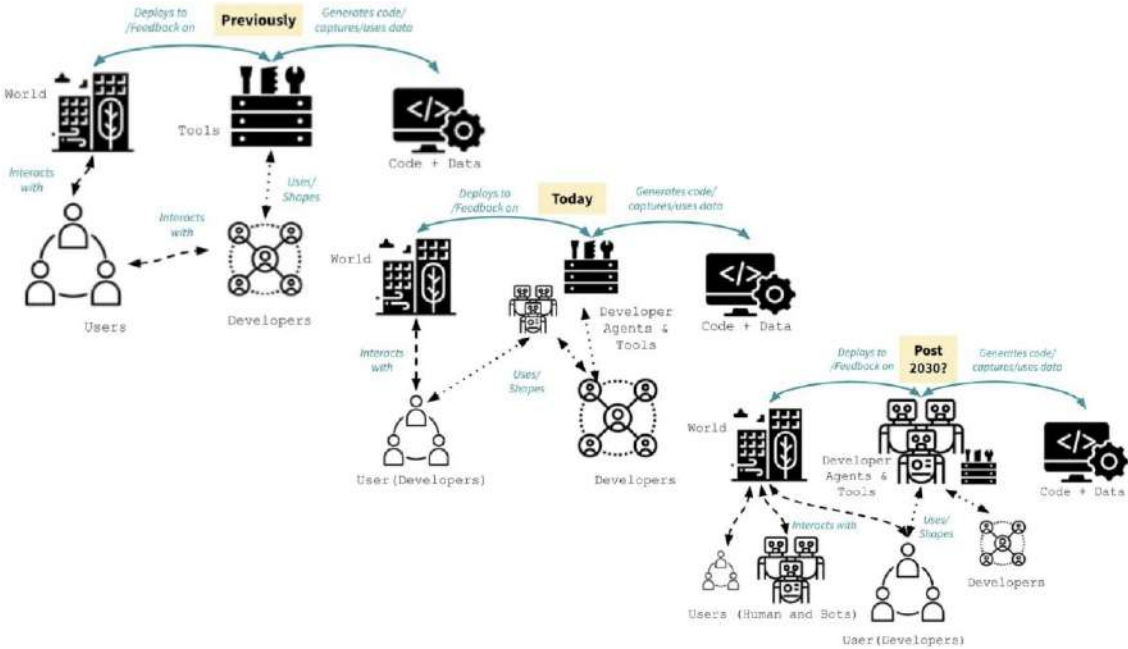 Deploys to
/Feedback on
Previously
Generates code/
captures/uses data
World
Tools
</>
Code + Data
Interacts
with
Uses/
Shapes
Interacts
with
Users
Developers
Deploys to
/Feedback on
Today
Generates code/
captures/uses data
World
</>
Code + Data
Developer
Agents &
Tools
Interacts
with
Uses/
Shapes
User(Developers)
Developers
Deploys to
/Feedback on
Post
2030?
Generates code/
captures/uses data
World
Developer
Agents &
Tools
</>
Code + Data
Interacts with
Uses/
Shapes
Developers
Users (Human and Bots)
User(Developers)